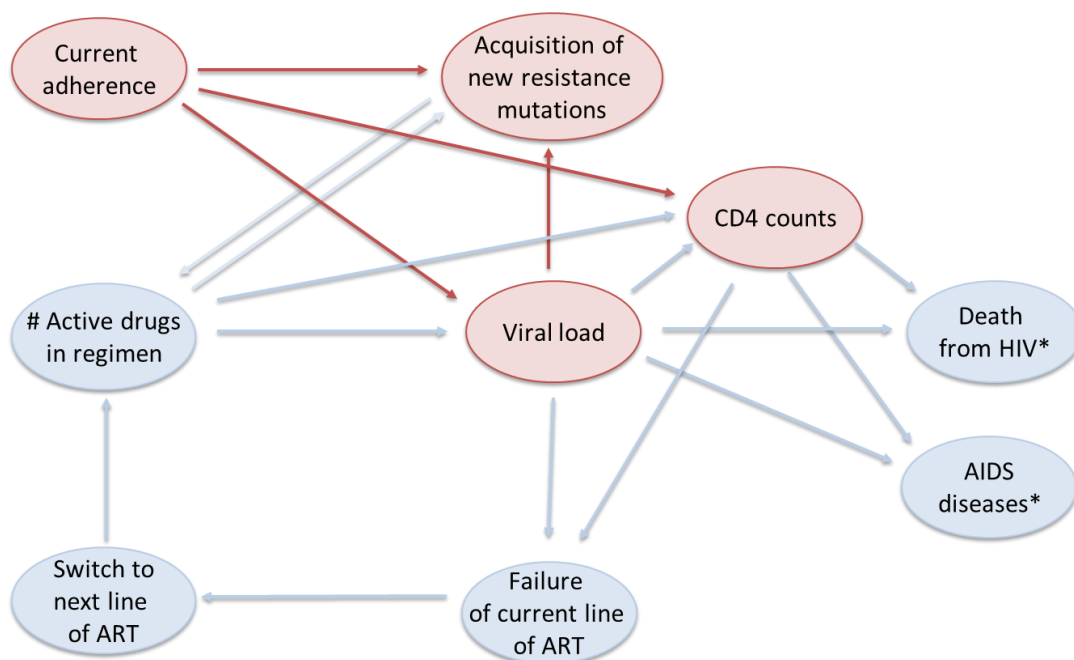 Current
adherence
Acquisition of
new resistance
mutations
CD4 counts
# Active drugs
in regimen
Viral load
Death
from HIV*
AIDS
diseases*
Switch to
next line
of ART
Failure
of current line
of ART